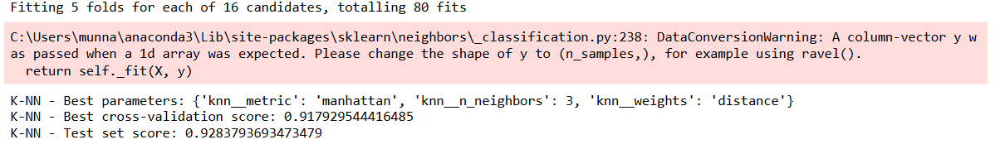 Fitting 5 folds for each of 16 candidates, totalling 80 fits
C:\Users\munna\anaconda3\Lib\site-packages\sklearn\neighbors\_classification.py:238: DataConversionWarning: A column-vector y w
as passed when a 1d array was expected. Please change the shape of y to (n_samples,), for example using ravel().
  return self._fit(X, y)
K-NN - Best parameters: {'knn__metric': 'manhattan', 'knn__n_neighbors': 3, 'knn__weights': 'distance'}
K-NN - Best cross-validation score: 0.917929544416485
K-NN - Test set score: 0.9283793693473479